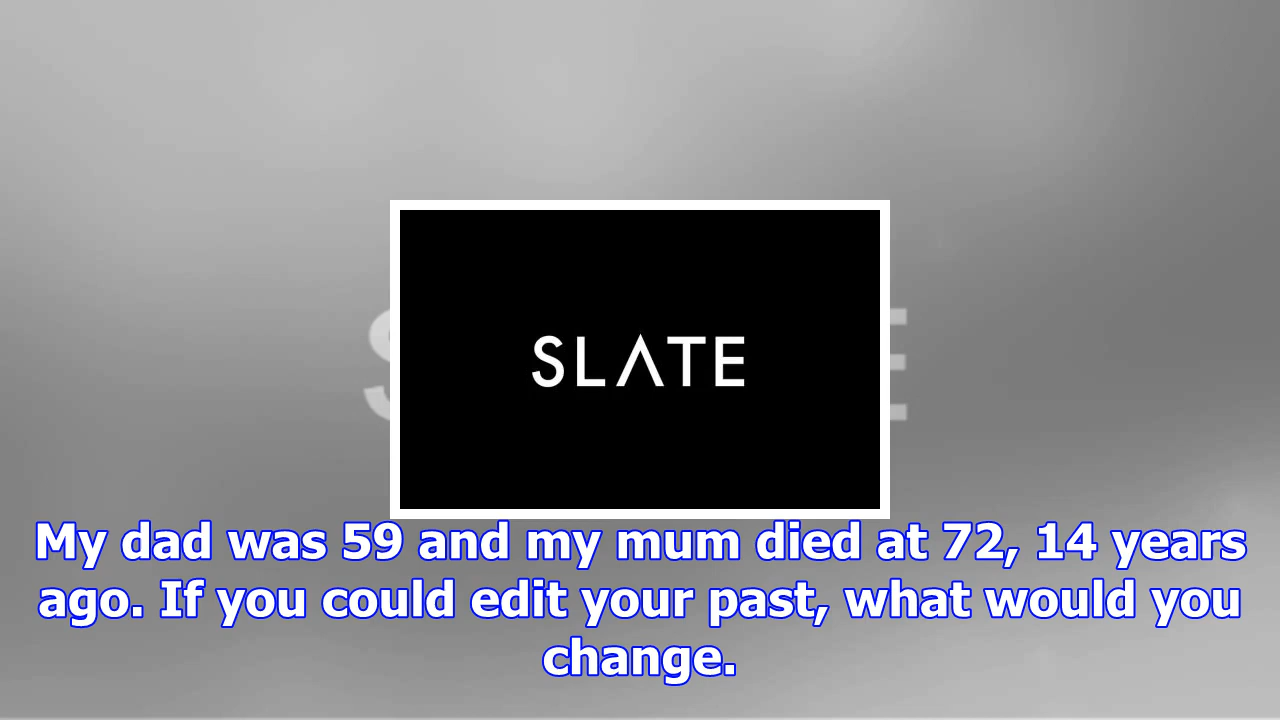 SLATE
My dad was 59 and my mum died at 72, 14 years
ago. If you could edit your past, what would you
change.